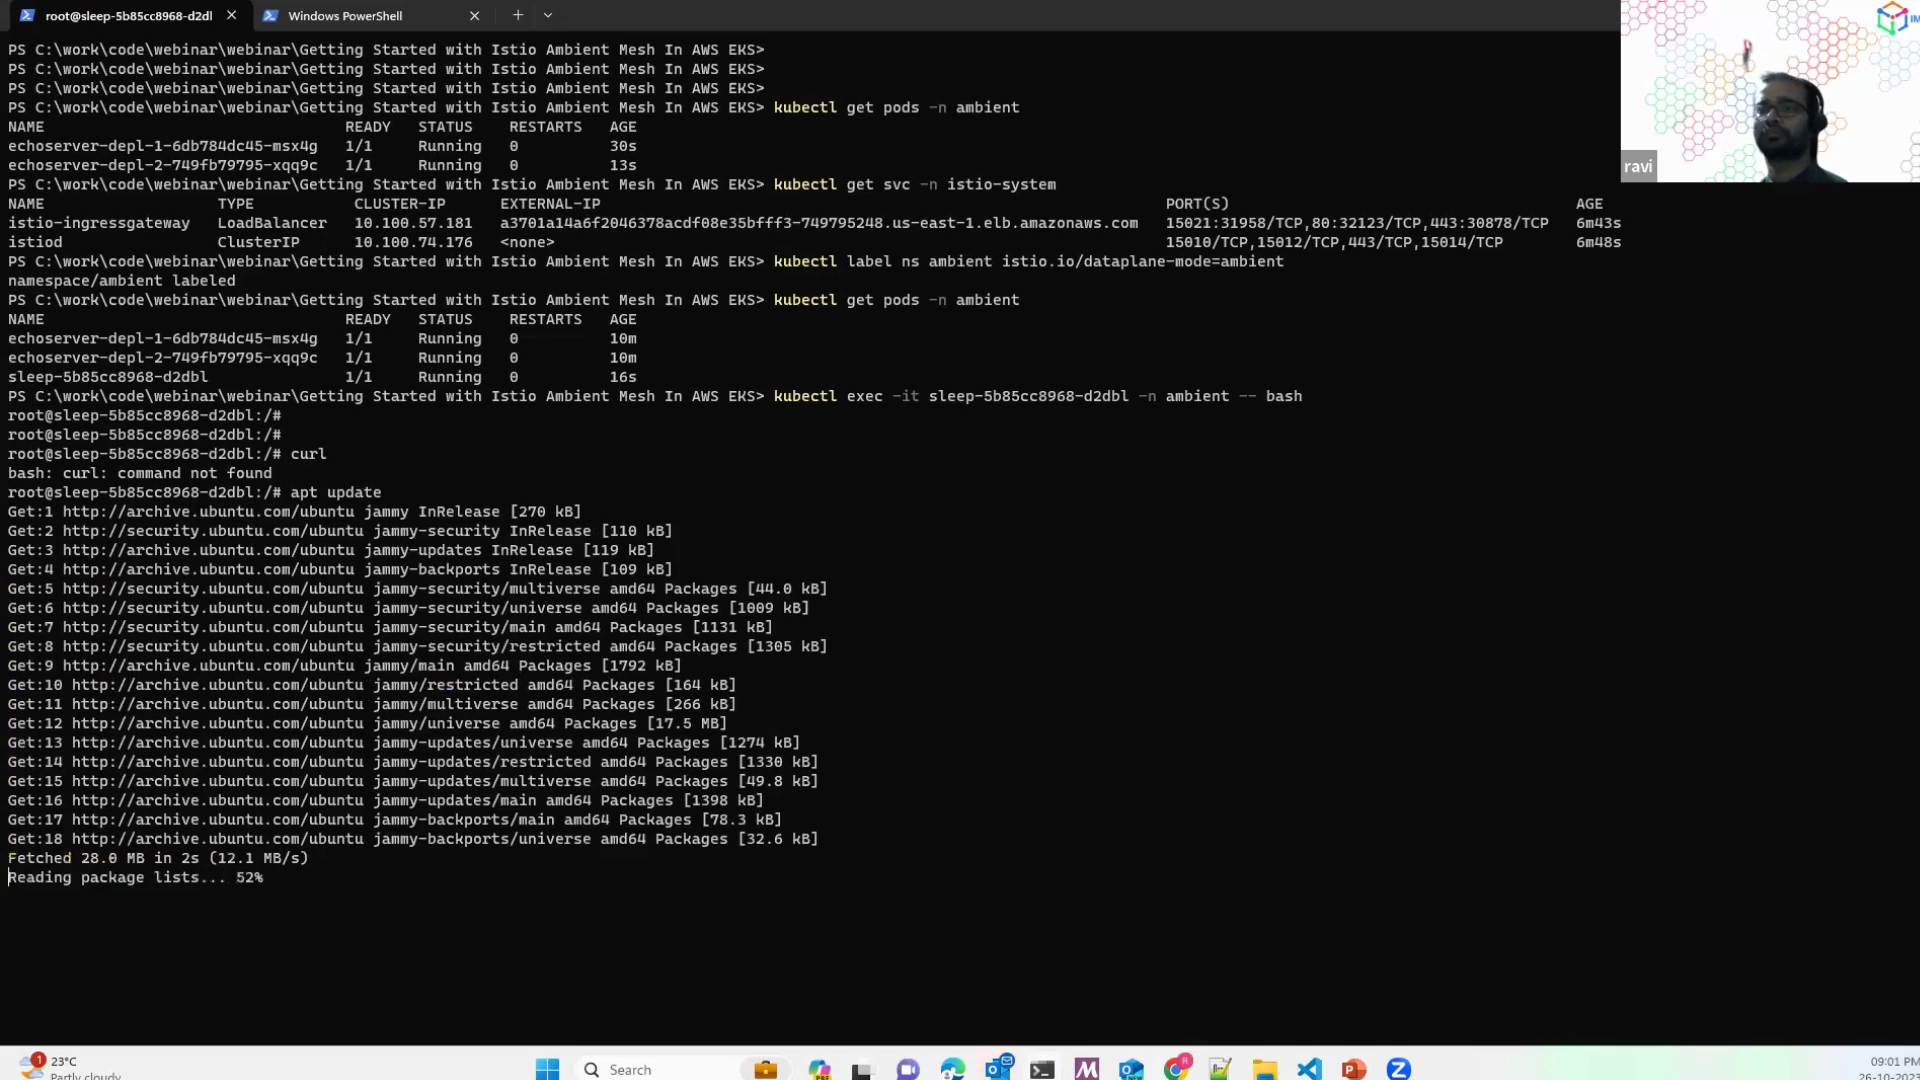 root@sleep-5b85cc8968-d2dbl
Windows PowerShell
PS C:\work\code\webinar\webinar\Getting Started with Istio Ambient Mesh In AWS EKS>
PS C:\work\code\webinar\webinar\Getting Started with Istio Ambient Mesh In AWS EKS>
PS C:\work\code\webinar\webinar\Getting Started with Istio Ambient Mesh In AWS EKS>
PS C:\work\code\webinar\webinar\Getting Started with Istio Ambient Mesh In AWS EKS> kubectl get pods -n ambient
NAME READY STATUS RESTARTS AGE
echoserver-depl-1-6db784dc45-msx4g 1/1 Running 0 30s
echoserver-depl-2-749fb79795-xqq9c 1/1 Running 0 13s
PS C:\work\code\webinar\webinar\Getting Started with Istio Ambient Mesh In AWS EKS> kubectl get svc -n istio-system
NAME TYPE CLUSTER-IP EXTERNAL-IP PORT(S) AGE
istio-ingressgateway LoadBalancer 10.100.57.181 a3701a14a6f2046378acdf08e35bfff3-749795248.us-east-1.elb.amazonaws.com 15021:31958/TCP,80:32123/TCP,443:30878/TCP 6m43s
istiod ClusterIP 10.100.74.176 <none> 15010/TCP,15012/TCP,443/TCP,15014/TCP 6m48s
PS C:\work\code\webinar\webinar\Getting Started with Istio Ambient Mesh In AWS EKS> kubectl label ns ambient istio.io/dataplane-mode=ambient
namespace/ambient labeled
PS C:\work\code\webinar\webinar\Getting Started with Istio Ambient Mesh In AWS EKS> kubectl get pods -n ambient
NAME READY STATUS RESTARTS AGE
echoserver-depl-1-6db784dc45-msx4g 1/1 Running 0 10m
echoserver-depl-2-749fb79795-xqq9c 1/1 Running 0 10m
sleep-5b85cc8968-d2dbl 1/1 Running 0 16s
PS C:\work\code\webinar\webinar\Getting Started with Istio Ambient Mesh In AWS EKS> kubectl exec -it sleep-5b85cc8968-d2dbl -n ambient -- bash
root@sleep-5b85cc8968-d2dbl:/#
root@sleep-5b85cc8968-d2dbl:/#
root@sleep-5b85cc8968-d2dbl:/# curl
bash: curl: command not found
root@sleep-5b85cc8968-d2dbl:/# apt update
Get:1 http://archive.ubuntu.com/ubuntu jammy InRelease [270 kB]
Get:2 http://security.ubuntu.com/ubuntu jammy-security InRelease [110 kB]
Get:3 http://archive.ubuntu.com/ubuntu jammy-updates InRelease [119 kB]
Get:4 http://archive.ubuntu.com/ubuntu jammy-backports InRelease [109 kB]
Get:5 http://security.ubuntu.com/ubuntu jammy-security/multiverse amd64 Packages [44.0 kB]
Get:6 http://security.ubuntu.com/ubuntu jammy-security/universe amd64 Packages [1009 kB]
Get:7 http://security.ubuntu.com/ubuntu jammy-security/main amd64 Packages [1131 kB]
Get:8 http://security.ubuntu.com/ubuntu jammy-security/restricted amd64 Packages [1305 kB]
Get:9 http://archive.ubuntu.com/ubuntu jammy/main amd64 Packages [1792 kB]
Get:10 http://archive.ubuntu.com/ubuntu jammy/restricted amd64 Packages [164 kB]
Get:11 http://archive.ubuntu.com/ubuntu jammy/multiverse amd64 Packages [266 kB]
Get:12 http://archive.ubuntu.com/ubuntu jammy/universe amd64 Packages [17.5 MB]
Get:13 http://archive.ubuntu.com/ubuntu jammy-updates/universe amd64 Packages [1274 kB]
Get:14 http://archive.ubuntu.com/ubuntu jammy-updates/restricted amd64 Packages [1330 kB]
Get:15 http://archive.ubuntu.com/ubuntu jammy-updates/multiverse amd64 Packages [49.8 kB]
Get:16 http://archive.ubuntu.com/ubuntu jammy-updates/main amd64 Packages [1398 kB]
Get:17 http://archive.ubuntu.com/ubuntu jammy-backports/main amd64 Packages [78.3 kB]
Get:18 http://archive.ubuntu.com/ubuntu jammy-backports/universe amd64 Packages [32.6 kB]
Fetched 28.0 MB in 2s (12.1 MB/s)
Reading package lists... 52%
ravi
1
23°C
Partly cloudy
Search
09:01 PM